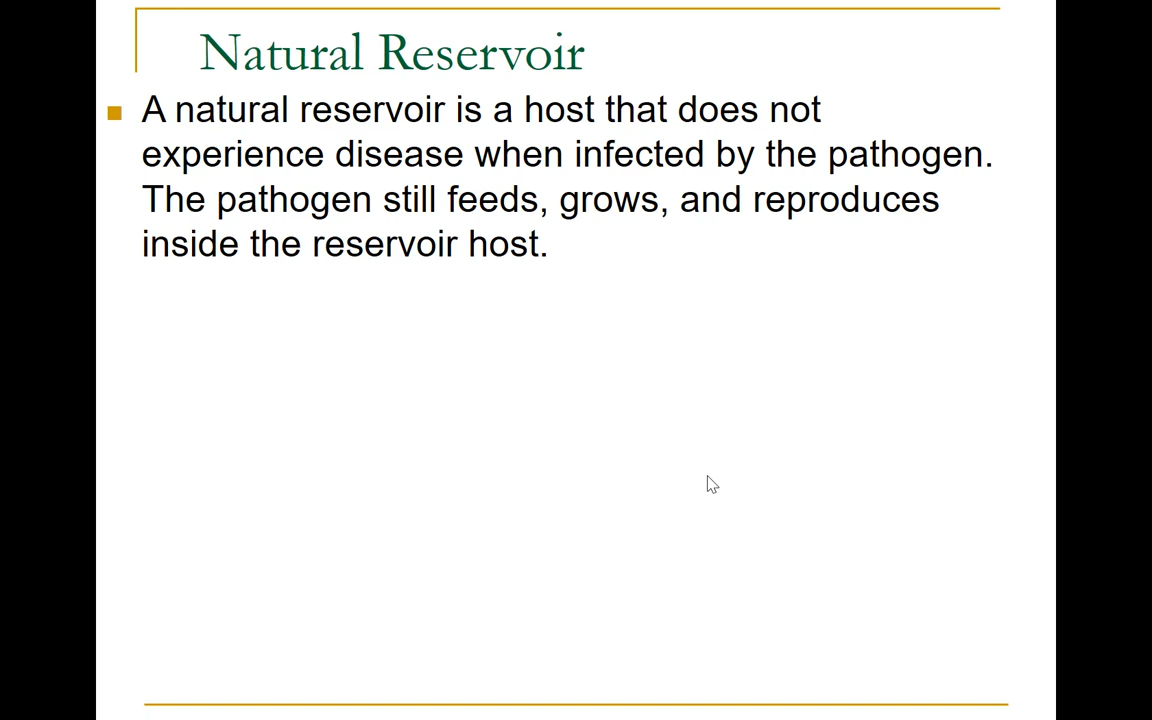 Natural Reservoir
A natural reservoir is a host that does not
experience disease when infected by the pathogen.
The pathogen still feeds, grows, and reproduces
inside the reservoir host.